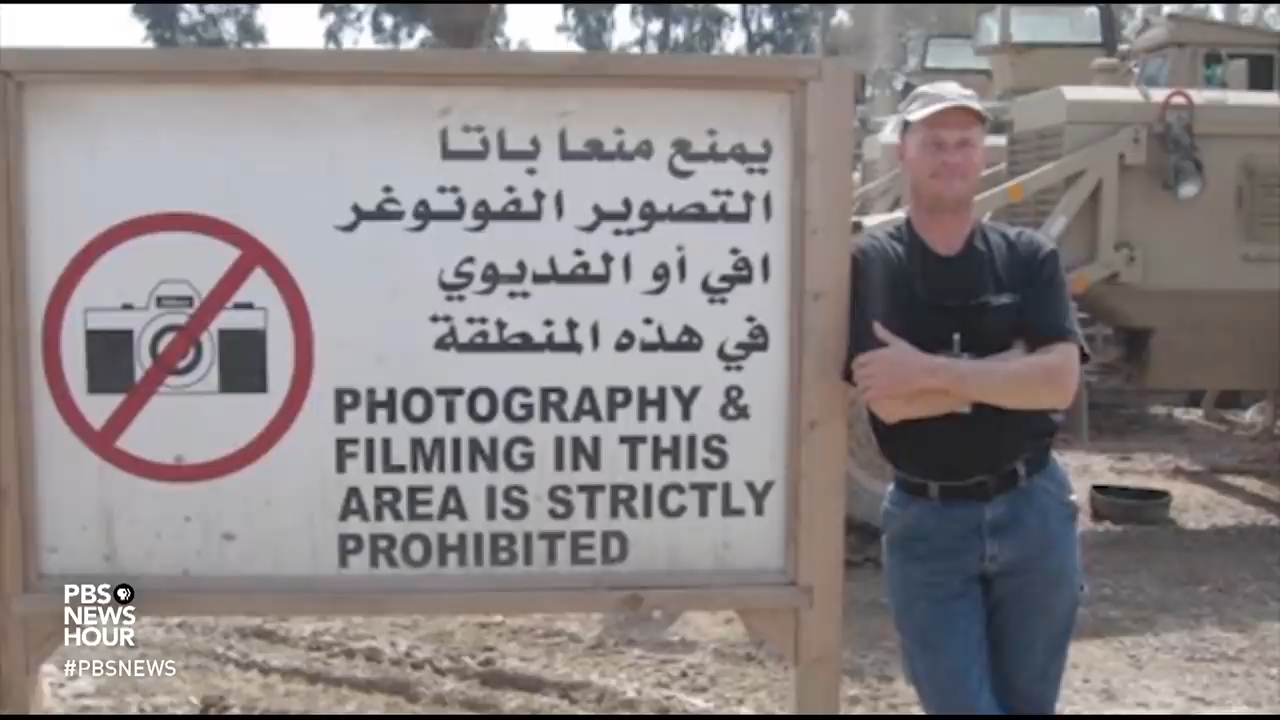 يمنع منعاً باتاً
التصوير الفوتوغر
افي أو الفديوي
في هذه المنطقة
PHOTOGRAPHY &
FILMING IN THIS
AREA IS STRICTLY
PROHIBITED
PBS
NEWS
HOUR
#PBSNEWS